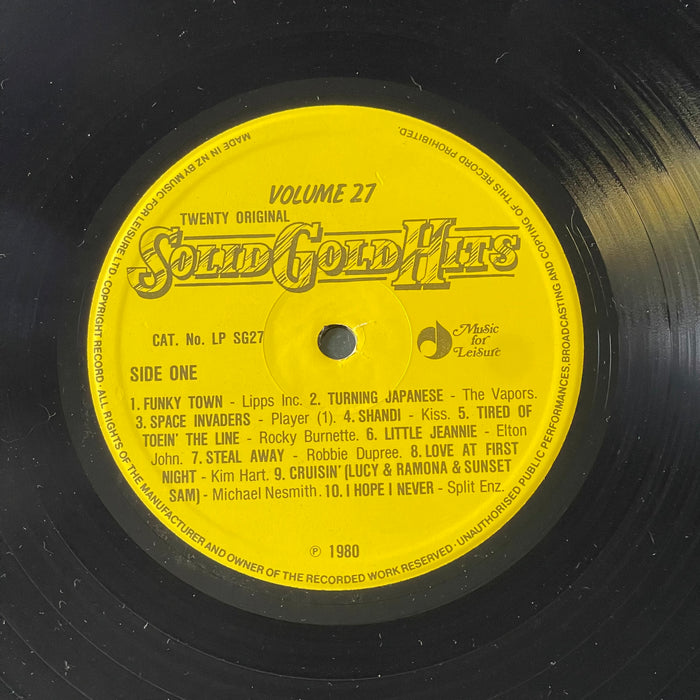 VOLUME 27
TWENTY ORIGINAL
SOLID GOLD HITS
CAT. No. LP SG27
Music
for
Leisure
SIDE ONE
1. FUNKY TOWN - Lipps Inc. 2. TURNING JAPANESE - The Vapors.
3. SPACE INVADERS - Player (1). 4. SHANDI - Kiss. 5. TIRED OF
TOEIN' THE LINE - Rocky Burnette. 6. LITTLE JEANNIE - Elton
John. 7. STEAL AWAY - Robbie Dupree. 8. LOVE AT FIRST
NIGHT - Kim Hart. 9. CRUISIN' (LUCY & RAMONA & SUNSET
SAM) - Michael Nesmith. 10. I HOPE I NEVER - Split Enz.
℗ 1980
MADE IN NZ BY MUSIC FOR LEISURE LTD · COPYRIGHT RECORD · ALL RIGHTS OF THE MANUFACTURER AND OWNER OF THE RECORDED WORK RESERVED · UNAUTHORISED PUBLIC PERFORMANCES, BROADCASTING AND COPYING OF THIS RECORD PROHIBITED.